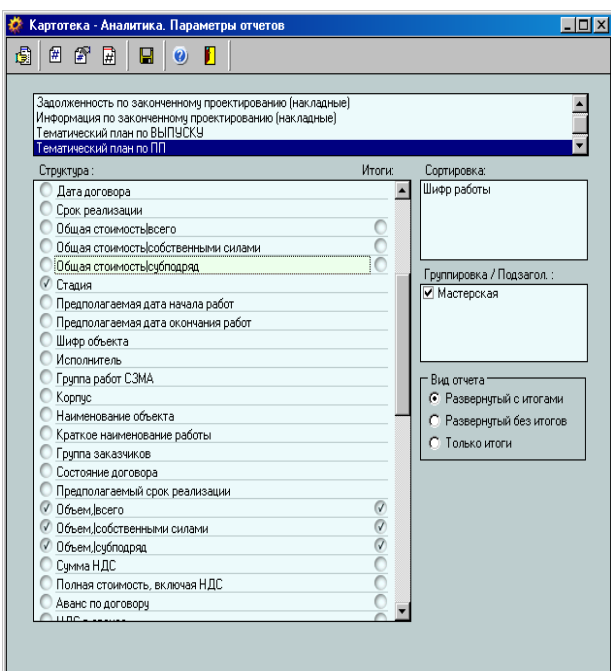 Картотека - Аналитика. Параметры отчетов
Задолженность по законченному проектированию (накладные)
Информация по законченному проектированию (накладные)
Тематический план по ВЫПУСКУ
Тематический план по ПП
Структура : Итоги: Сортировка:
Дата договора
Срок реализации
Общая стоимость|всего
Общая стоимость|собственными силами
Общая стоимость|субподряд
Стадия
Предполагаемая дата начала работ
Предполагаемая дата окончания работ
Шифр объекта
Исполнитель
Группа работ СЗМА
Корпус
Наименование объекта
Краткое наименование работы
Группа заказчиков
Состояние договора
Предполагаемый срок реализации
Объем,|всего
Объем,|собственными силами
Объем,|субподряд
Сумма НДС
Полная стоимость, включая НДС
Аванс по договору
Шифр работы
Группировка / Подзагол. :
Мастерская
Вид отчета
Развернутый с итогами
Развернутый без итогов
Только итоги